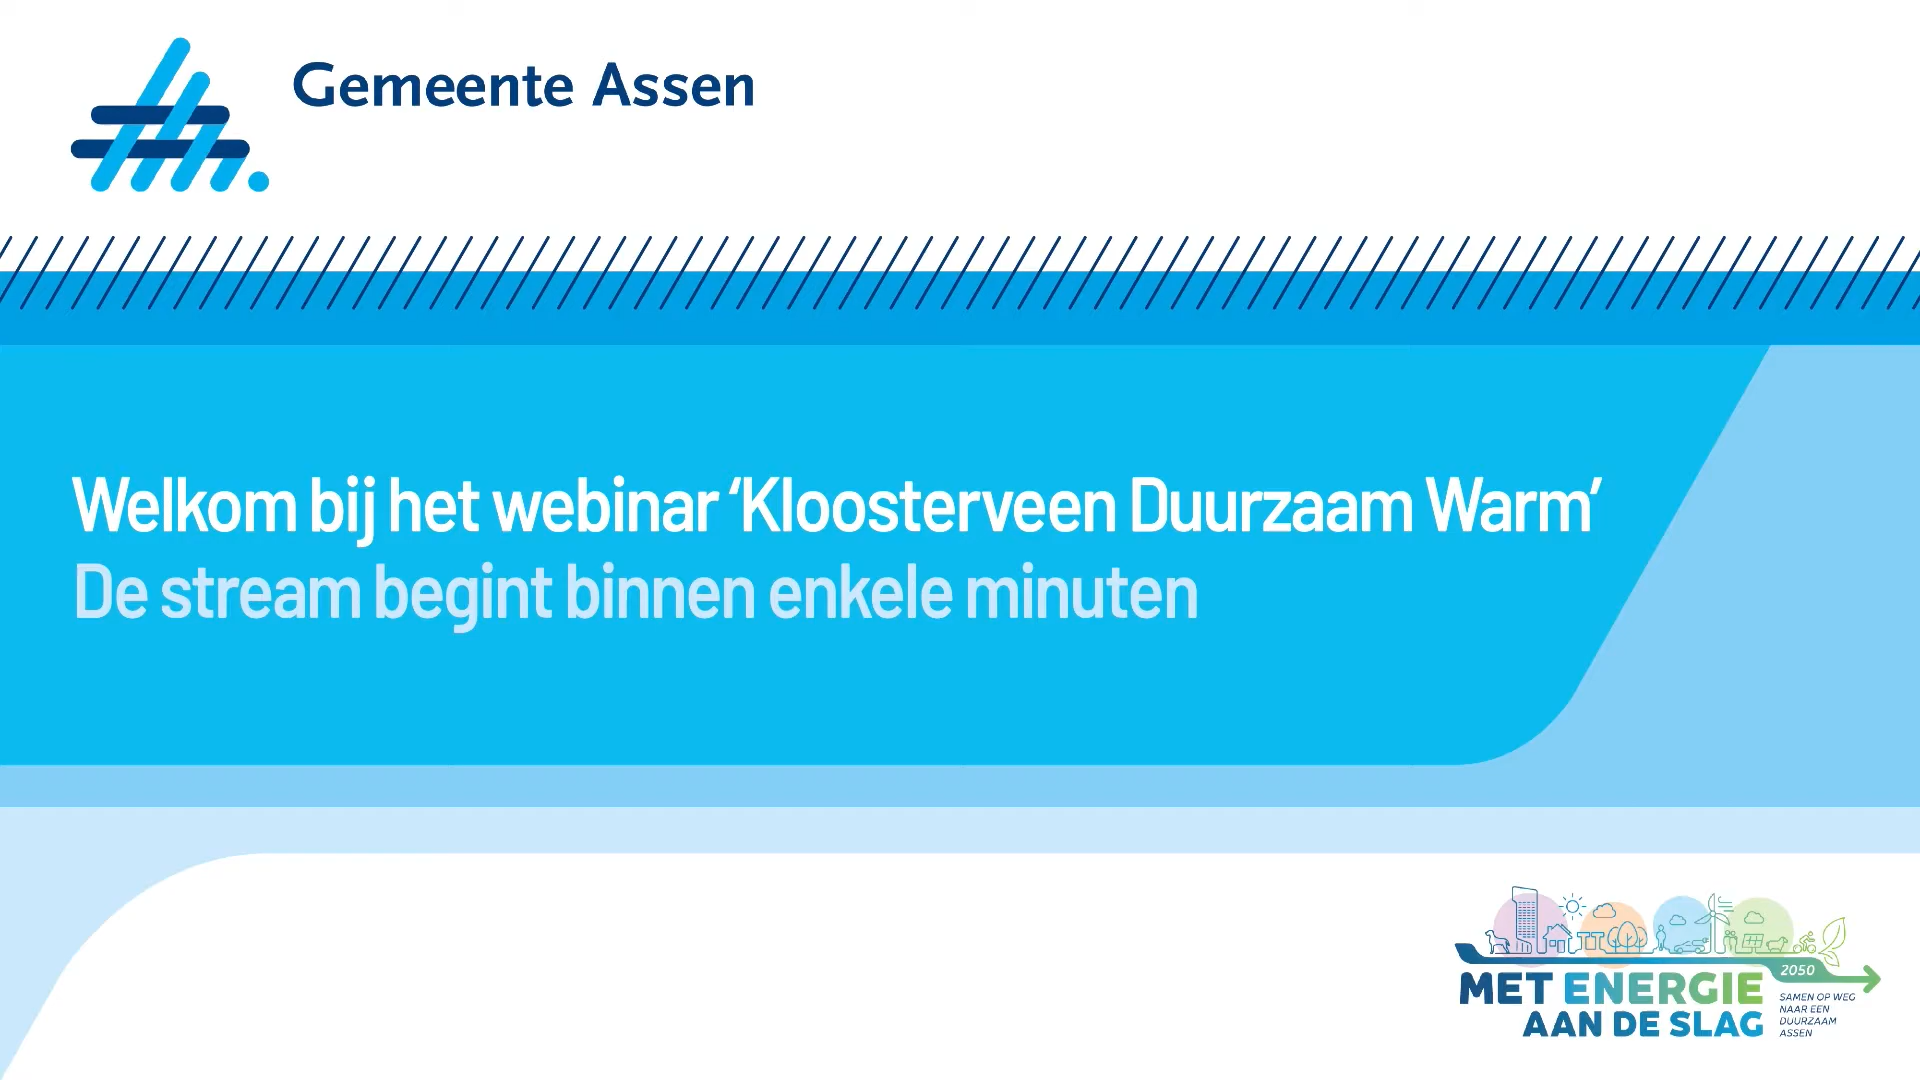 Gemeente Assen
Welkom bij het webinar ‘Kloosterveen Duurzaam Warm’
De stream begint binnen enkele minuten
2050
MET ENERGIE
AAN DE SLAG
SAMEN OP WEG
NAAR EEN
DUURZAAM
ASSEN